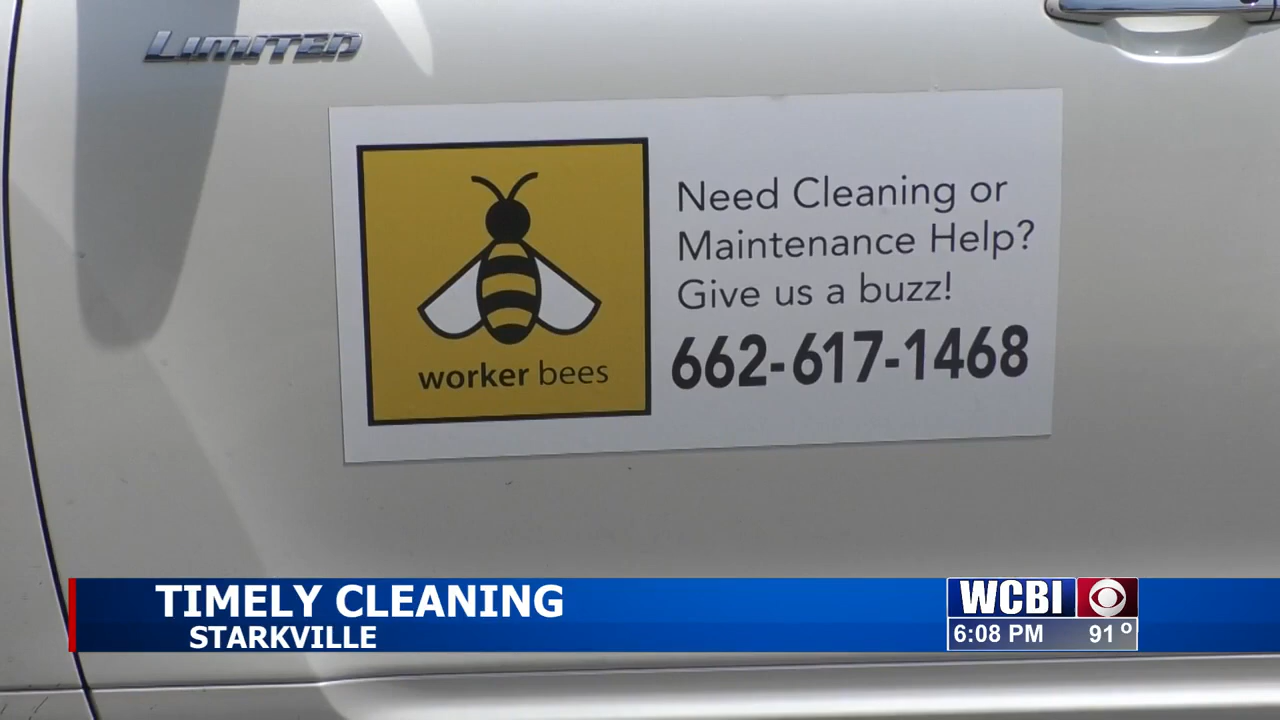 LIMITED
Need Cleaning or
Maintenance Help?
Give us a buzz!
662-617-1468
worker bees
TIMELY CLEANING
STARKVILLE
WCBI
6:08 PM 91°